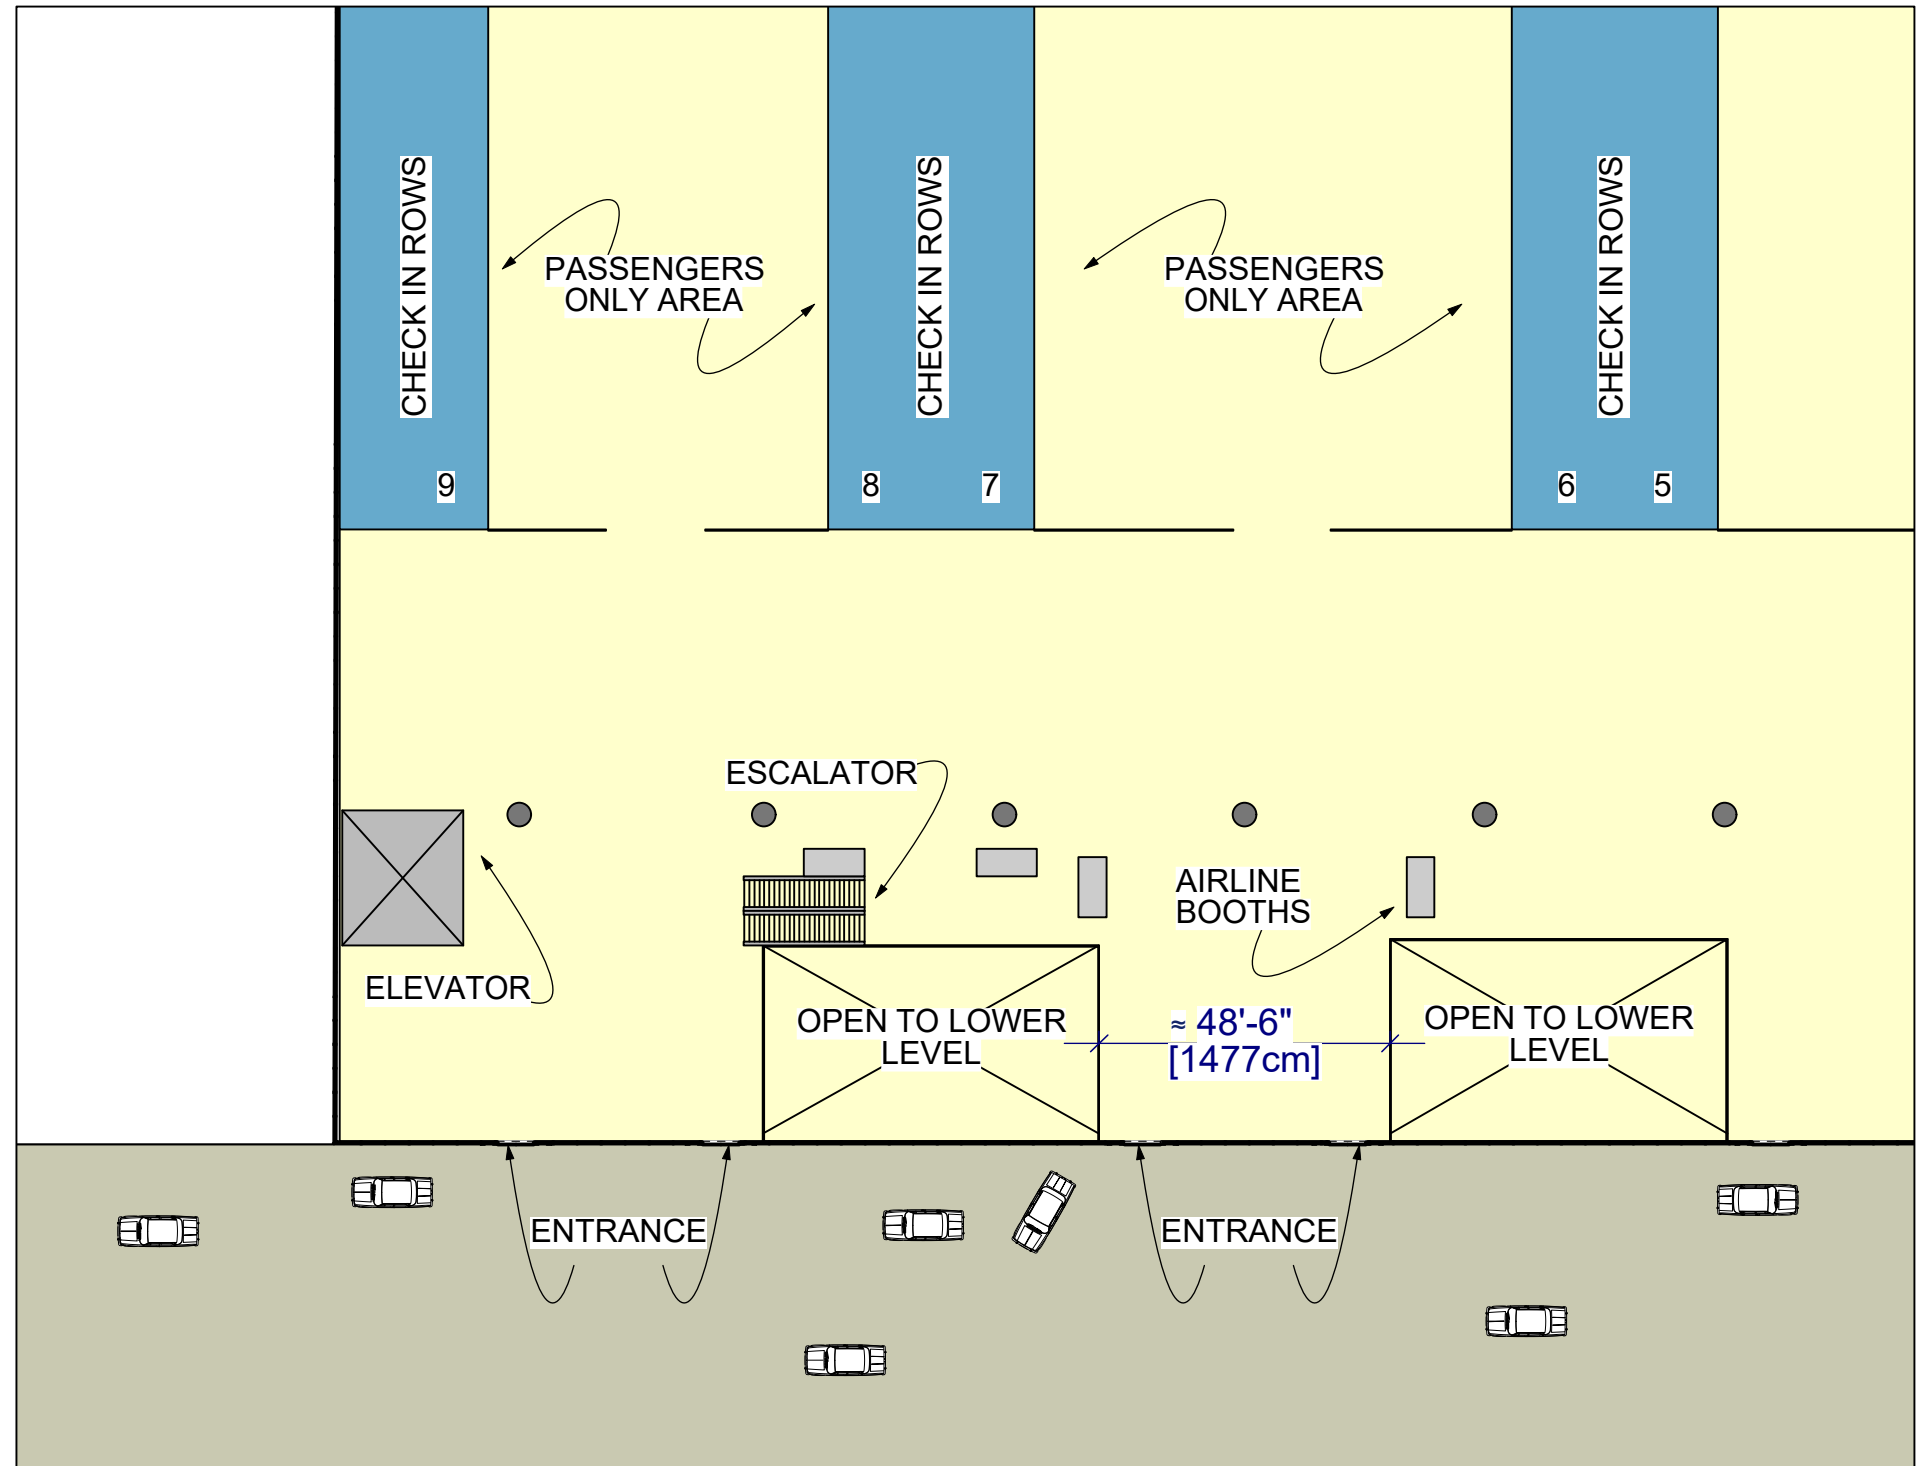 CHECK IN ROWS
CHECK IN ROWS
CHECK IN ROWS
PASSENGERS
ONLY AREA
PASSENGERS
ONLY AREA
9
8
7
6
5
ESCALATOR
AIRLINE
BOOTHS
ELEVATOR
OPEN TO LOWER
LEVEL
≈ 48'-6"
[1477cm]
OPEN TO LOWER
LEVEL
ENTRANCE
ENTRANCE